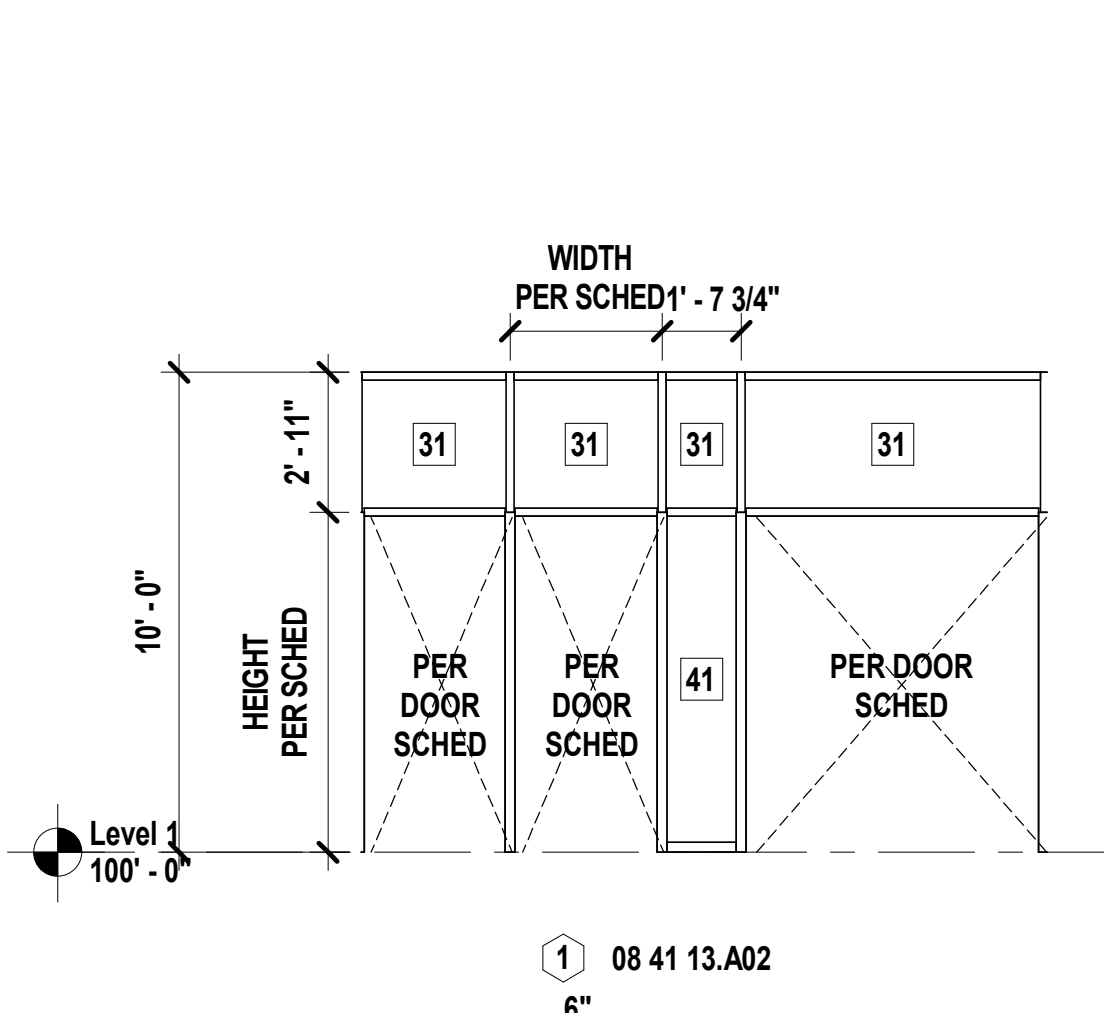 WIDTH
PER SCHED 1' - 7 3/4"
2' - 11"
31 31 31 31
10' - 0"
HEIGHT
PER SCHED
PER
DOOR
SCHED
PER
DOOR
SCHED
41
PER DOOR
SCHED
Level 1
100' - 0"
1 08 41 13.A02
6"